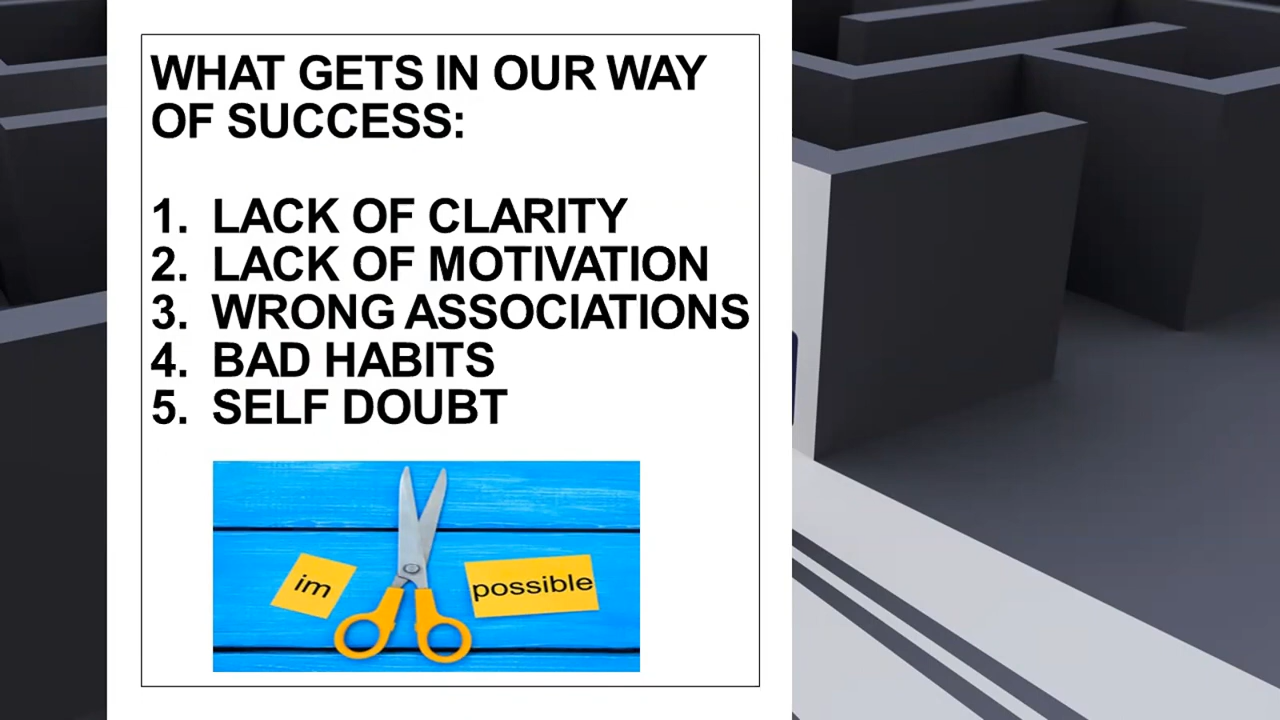 WHAT GETS IN OUR WAY
OF SUCCESS:
1. LACK OF CLARITY
2. LACK OF MOTIVATION
3. WRONG ASSOCIATIONS
4. BAD HABITS
5. SELF DOUBT
im
possible